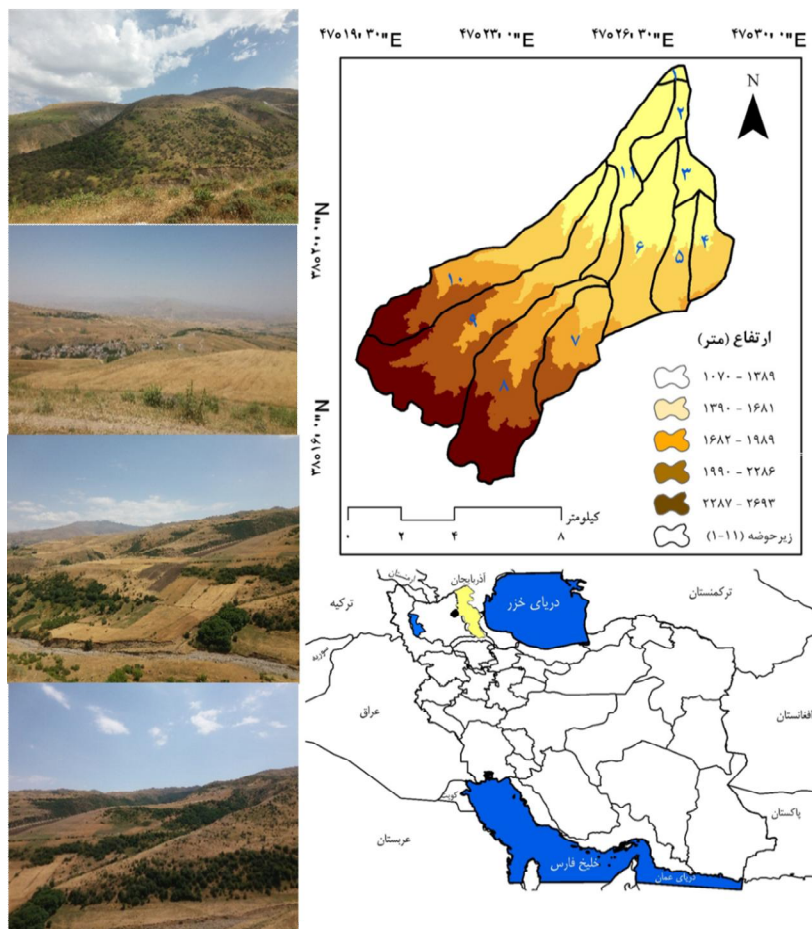 ۴۷°۱۹′۳۰″E ۴۷°۲۳′۰″E ۴۷°۲۶′۳۰″E ۴۷°۳۰′۰″E
۳۸°۲۰′۰″N
۳۸°۱۶′۰″N
N
۱
۲
۳
۴
۵
۶
۷
۸
۹
۱۰
۱۱
ارتفاع (متر)
۱۰۷۰ - ۱۳۸۹
۱۳۹۰ - ۱۶۸۱
۱۶۸۲ - ۱۹۸۹
۱۹۹۰ - ۲۲۸۶
۲۲۸۷ - ۲۶۹۳
زیرحوضه (۱-۱۱)
کیلومتر
۰ ۲ ۴ ۸
ارمنستان
آذربایجان
ترکمنستان
ترکیه
دریای خزر
سوریه
عراق
افغانستان
کویت
پاکستان
عربستان
خلیج فارس
دریای عمان